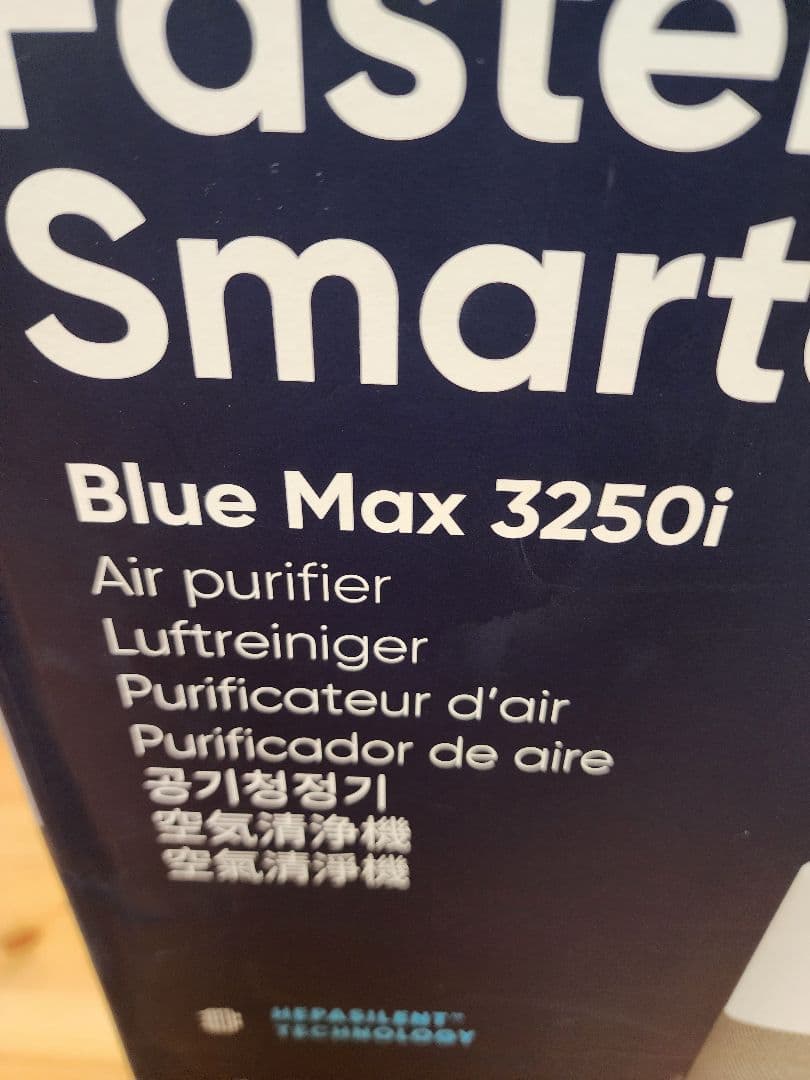 Faste
Smart
Blue Max 3250i
Air purifier
Luftreiniger
Purificateur d'air
Purificador de aire
공기청정기
空気清浄機
空氣清淨機
HEPASILENT™
TECHNOLOGY